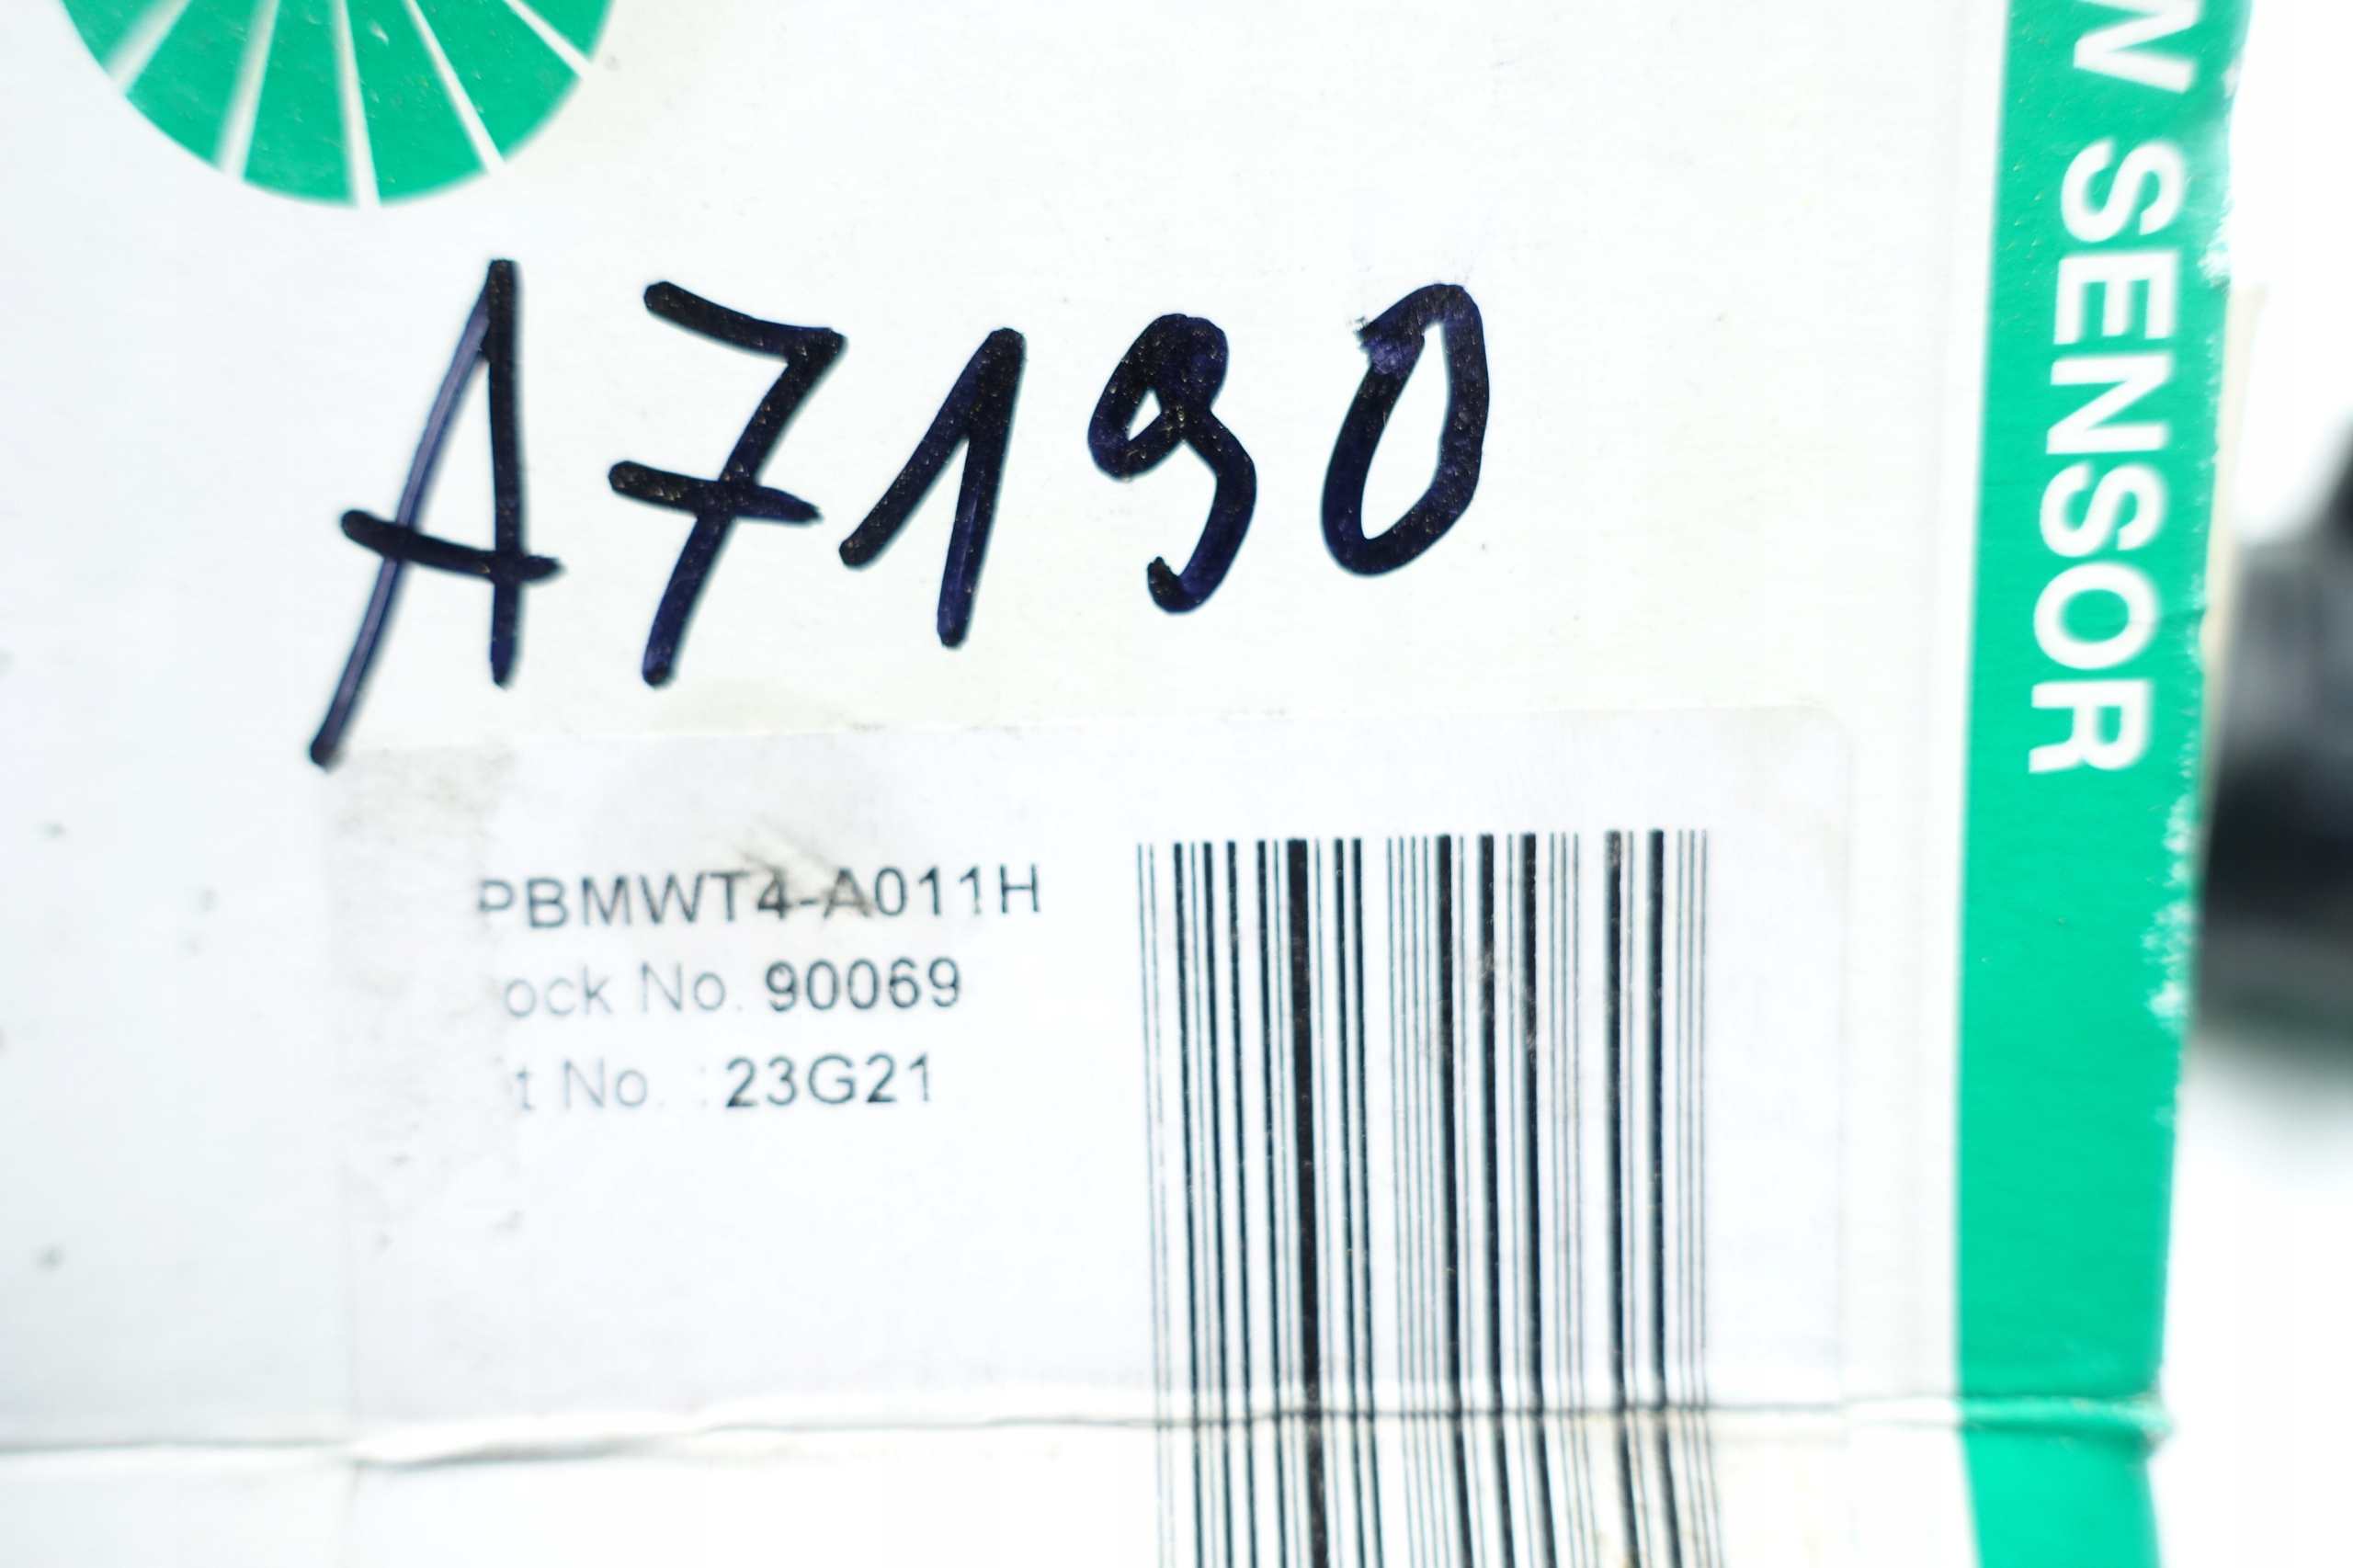 A7190
PBMWT4-A011H
ock No. 90069
t No. : 23G21
SENSOR